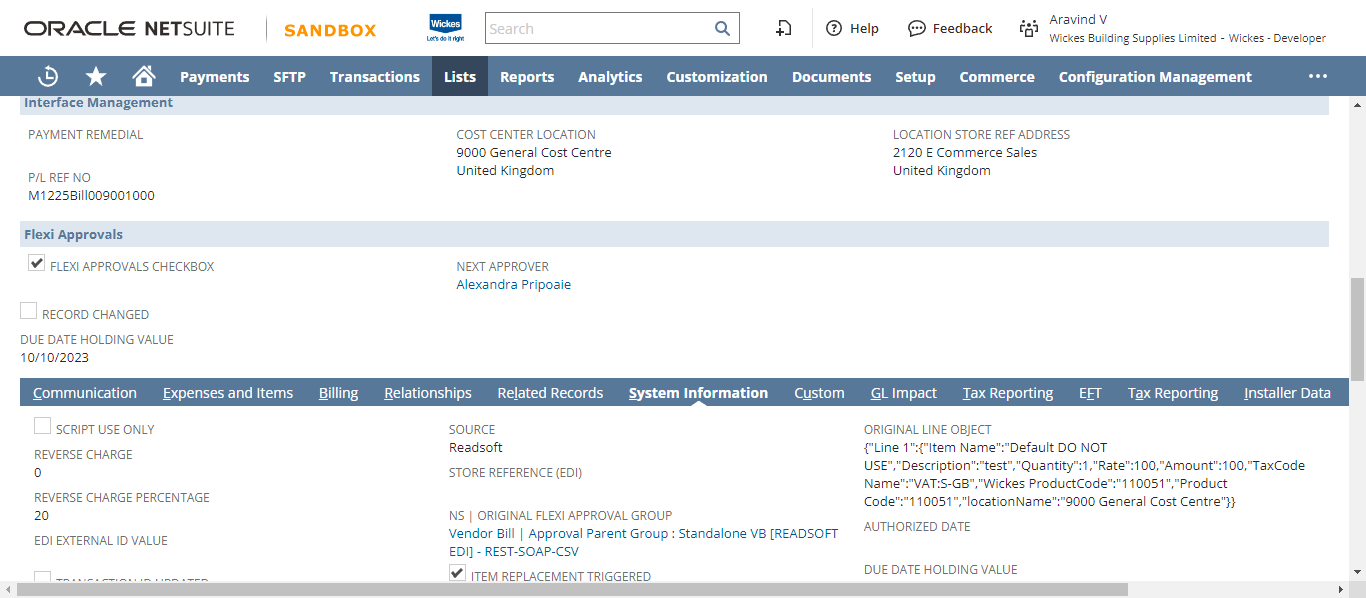 ORACLE NETSUITE
SANDBOX
Wickes
Let's do it right
Search
Help
Feedback
Aravind V
Wickes Building Supplies Limited - Wickes - Developer
Payments SFTP Transactions Lists Reports Analytics Customization Documents Setup Commerce Configuration Management
Interface Management
PAYMENT REMEDIAL
P/L REF NO
M1225Bill009001000
COST CENTER LOCATION
9000 General Cost Centre
United Kingdom
LOCATION STORE REF ADDRESS
2120 E Commerce Sales
United Kingdom
Flexi Approvals
FLEXI APPROVALS CHECKBOX
NEXT APPROVER
Alexandra Pripoaie
RECORD CHANGED
DUE DATE HOLDING VALUE
10/10/2023
Communication Expenses and Items Billing Relationships Related Records System Information Custom GL Impact Tax Reporting EFT Tax Reporting Installer Data
SCRIPT USE ONLY
REVERSE CHARGE
0
REVERSE CHARGE PERCENTAGE
20
EDI EXTERNAL ID VALUE
TRANSACTION ID UPDATED
SOURCE
Readsoft
STORE REFERENCE (EDI)
NS | ORIGINAL FLEXI APPROVAL GROUP
Vendor Bill | Approval Parent Group : Standalone VB [READSOFT
EDI] - REST-SOAP-CSV
ITEM REPLACEMENT TRIGGERED
ORIGINAL LINE OBJECT
{"Line 1":{"Item Name":"Default DO NOT
USE","Description":"test","Quantity":1,"Rate":100,"Amount":100,"TaxCode
Name":"VAT:S-GB","Wickes ProductCode":"110051","Product
Code":"110051","locationName":"9000 General Cost Centre"}}
AUTHORIZED DATE
DUE DATE HOLDING VALUE